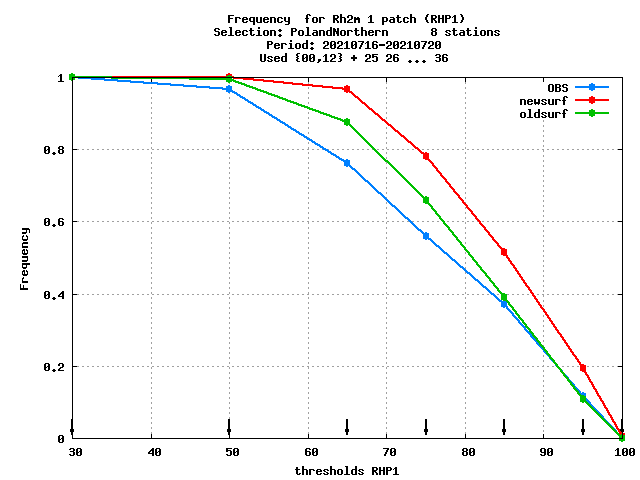 Frequency  for Rh2m 1 patch (RHP1)
Selection: PolandNorthern      8 stations
Period: 20210716-20210720
Used {00,12} + 25 26 ... 36
OBS
newsurf
oldsurf
1
0.8
0.6
0.4
0.2
0
Frequency
30 40 50 60 70 80 90 100
thresholds RHP1